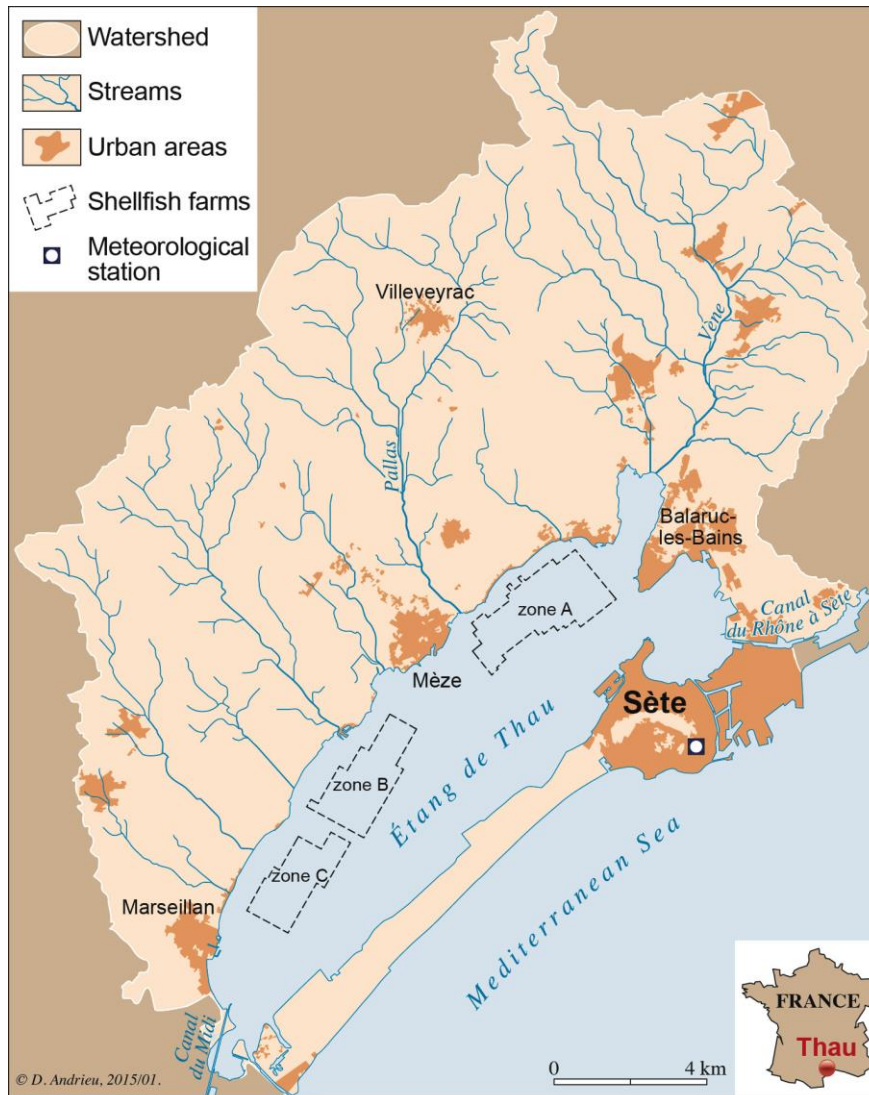 Watershed
Streams
Urban areas
Shellfish farms
Meteorological
station
Villeveyrac
Vène
Pallas
Balaruc-
les-Bains
zone A
Canal
du Rhône à Sète
Mèze
Sète
zone B
Étang de Thau
zone C
Marseillan
Mediterranean Sea
Canal
du Midi
FRANCE
Thau
0 4 km
© D. Andrieu, 2015/01.